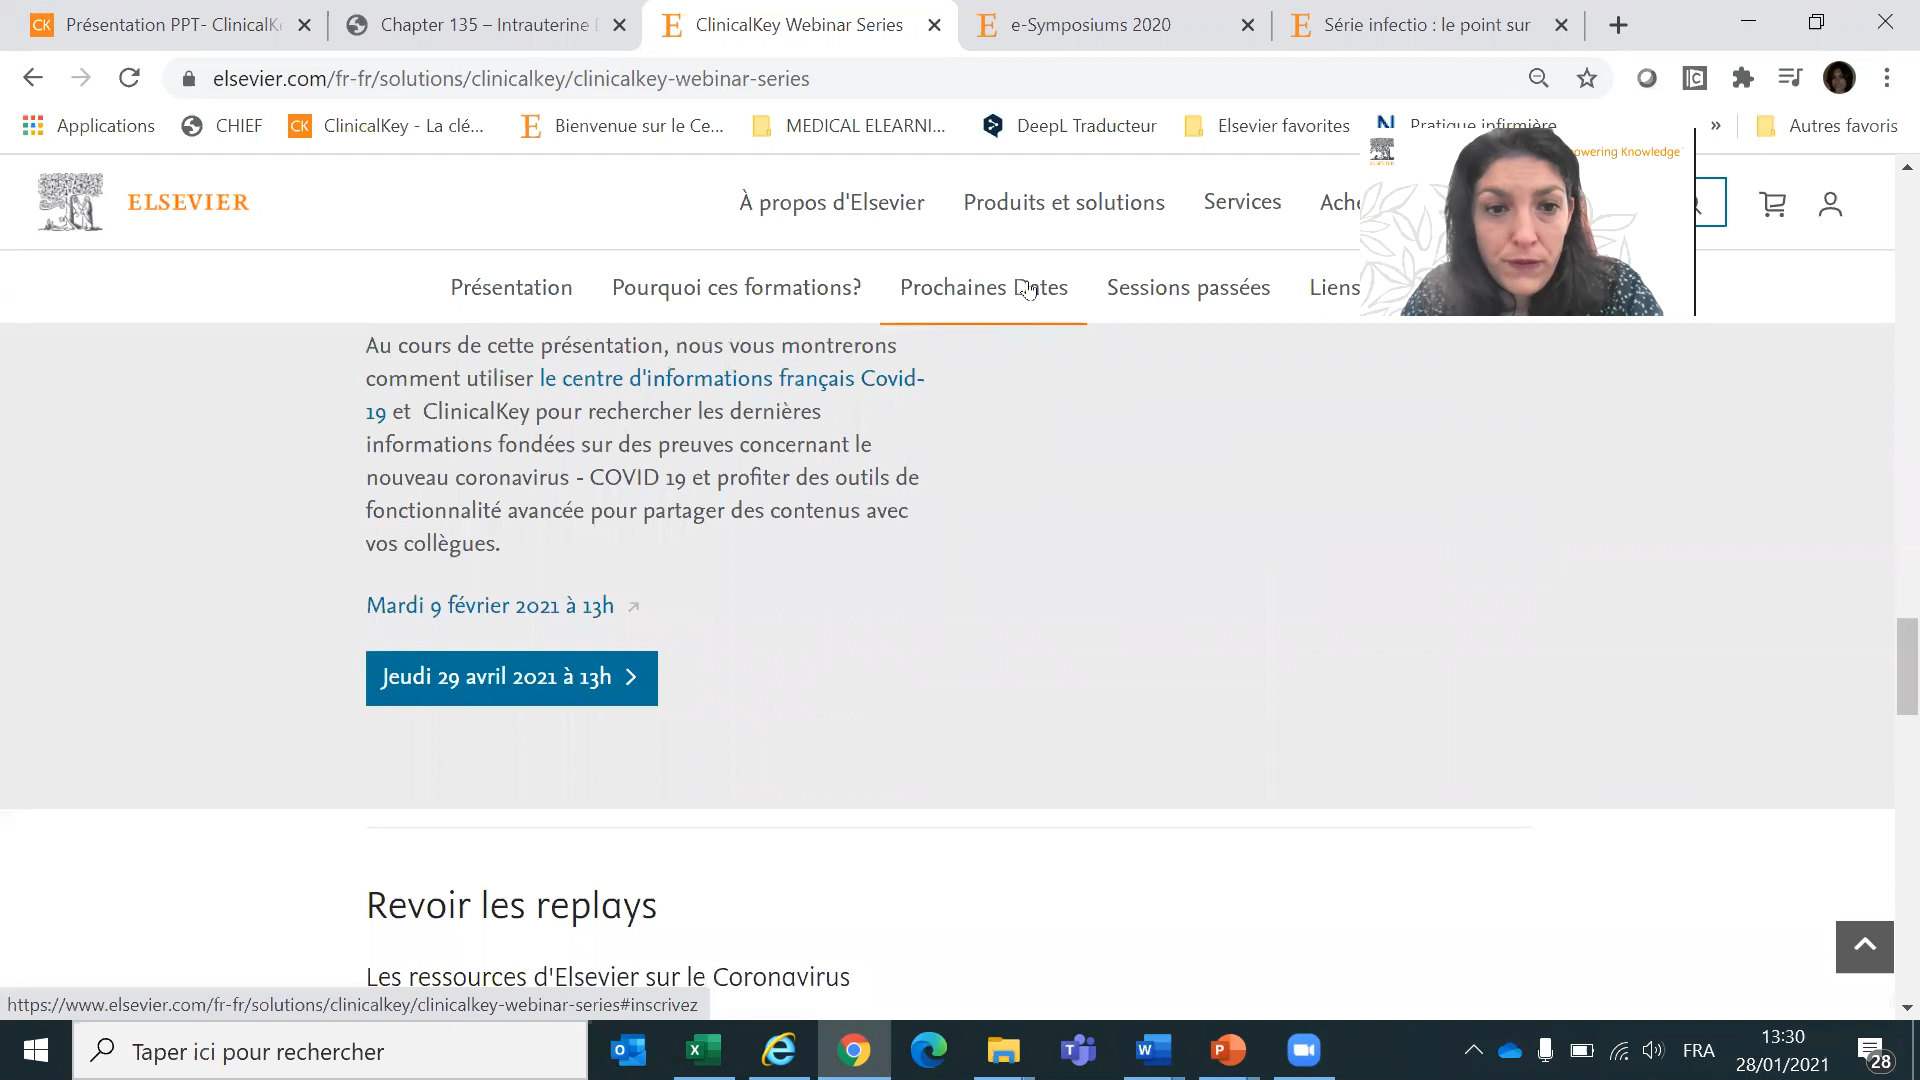 Présentation PPT- ClinicalK
Chapter 135 – Intrauterine
ClinicalKey Webinar Series
e-Symposiums 2020
Série infectio : le point sur
elsevier.com/fr-fr/solutions/clinicalkey/clinicalkey-webinar-series
Applications
CHIEF
CK
ClinicalKey - La clé...
Bienvenue sur le Ce...
MEDICAL ELEARNI...
DeepL Traducteur
Elsevier favorites
Pratique infirmière
»
Autres favoris
owering Knowledge
ELSEVIER
À propos d'Elsevier
Produits et solutions
Services
Ache
Présentation
Pourquoi ces formations?
Prochaines Dates
Sessions passées
Liens
Au cours de cette présentation, nous vous montrerons
comment utiliser le centre d'informations français Covid-
19 et ClinicalKey pour rechercher les dernières
informations fondées sur des preuves concernant le
nouveau coronavirus - COVID 19 et profiter des outils de
fonctionnalité avancée pour partager des contenus avec
vos collègues.
Mardi 9 février 2021 à 13h
Jeudi 29 avril 2021 à 13h
Revoir les replays
Les ressources d'Elsevier sur le Coronavirus
https://www.elsevier.com/fr-fr/solutions/clinicalkey/clinicalkey-webinar-series#inscrivez
Taper ici pour rechercher
FRA
13:30
28/01/2021
28